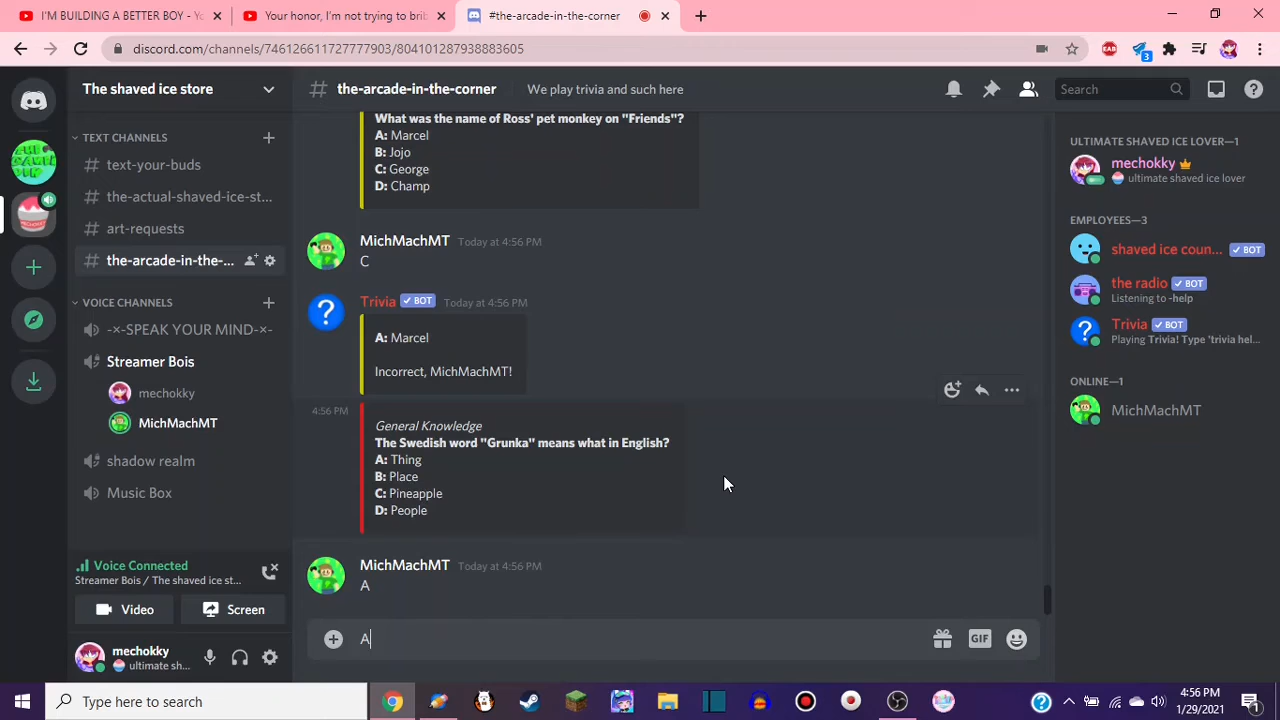 I'M BUILDING A BETTER BOY - Yo
Your honor, I'm not trying to brib
#the-arcade-in-the-corner
discord.com/channels/746126611727777903/804101287938883605
EAB
3
The shaved ice store
the-arcade-in-the-corner
We play trivia and such here
Search
TEXT CHANNELS
text-your-buds
the-actual-shaved-ice-st...
art-requests
the-arcade-in-the-...
VOICE CHANNELS
-×-SPEAK YOUR MIND-×-
Streamer Bois
mechokky
MichMachMT
shadow realm
Music Box
Voice Connected
Streamer Bois / The shaved ice st...
Video
Screen
mechokky
ultimate sh...
What was the name of Ross' pet monkey on "Friends"?
A: Marcel
B: Jojo
C: George
D: Champ
MichMachMT Today at 4:56 PM
C
Trivia BOT Today at 4:56 PM
A: Marcel
Incorrect, MichMachMT!
4:56 PM
General Knowledge
The Swedish word "Grunka" means what in English?
A: Thing
B: Place
C: Pineapple
D: People
MichMachMT Today at 4:56 PM
A
A
GIF
ULTIMATE SHAVED ICE LOVER—1
mechokky
ultimate shaved ice lover
EMPLOYEES—3
shaved ice coun... BOT
the radio BOT
Listening to -help
Trivia BOT
Playing Trivia! Type 'trivia hel...
ONLINE—1
MichMachMT
Type here to search
4:56 PM
1/29/2021
1